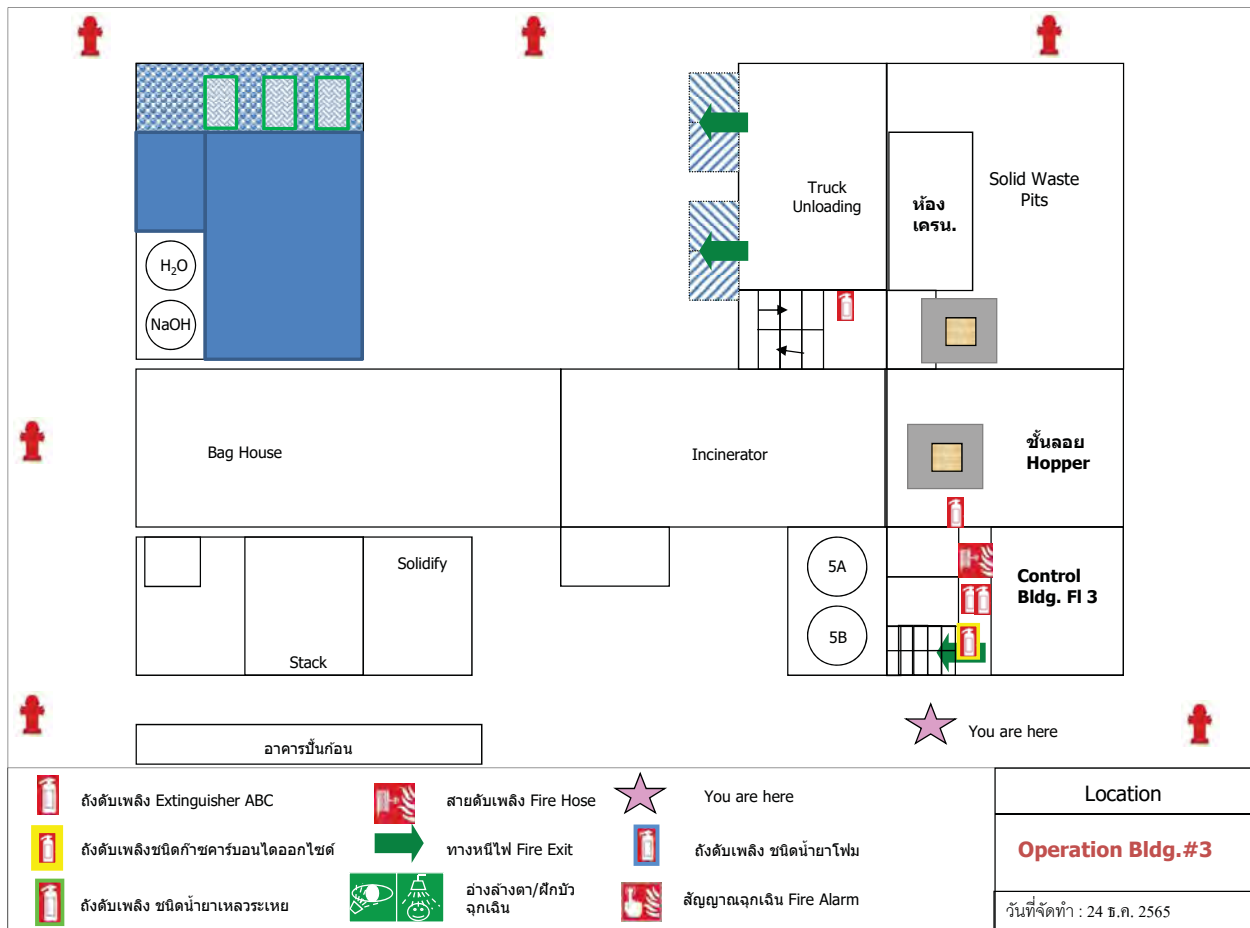 Truck
Unloading
ห้อง
เครน.
Solid Waste
Pits
H₂O
NaOH
Bag House
Incinerator
ชั้นลอย
Hopper
Solidify
Stack
5A
5B
Control
Bldg. Fl 3
You are here
อาคารปั้นก้อน
ถังดับเพลิง Extinguisher ABC
ถังดับเพลิงชนิดก๊าซคาร์บอนไดออกไซด์
ถังดับเพลิง ชนิดน้ำยาเหลวระเหย
สายดับเพลิง Fire Hose
ทางหนีไฟ Fire Exit
อ่างล้างตา/ฝักบัว
ฉุกเฉิน
You are here
ถังดับเพลิง ชนิดน้ำยาโฟม
สัญญาณฉุกเฉิน Fire Alarm
Location
Operation Bldg.#3
วันที่จัดทำ : 24 ธ.ค. 2565